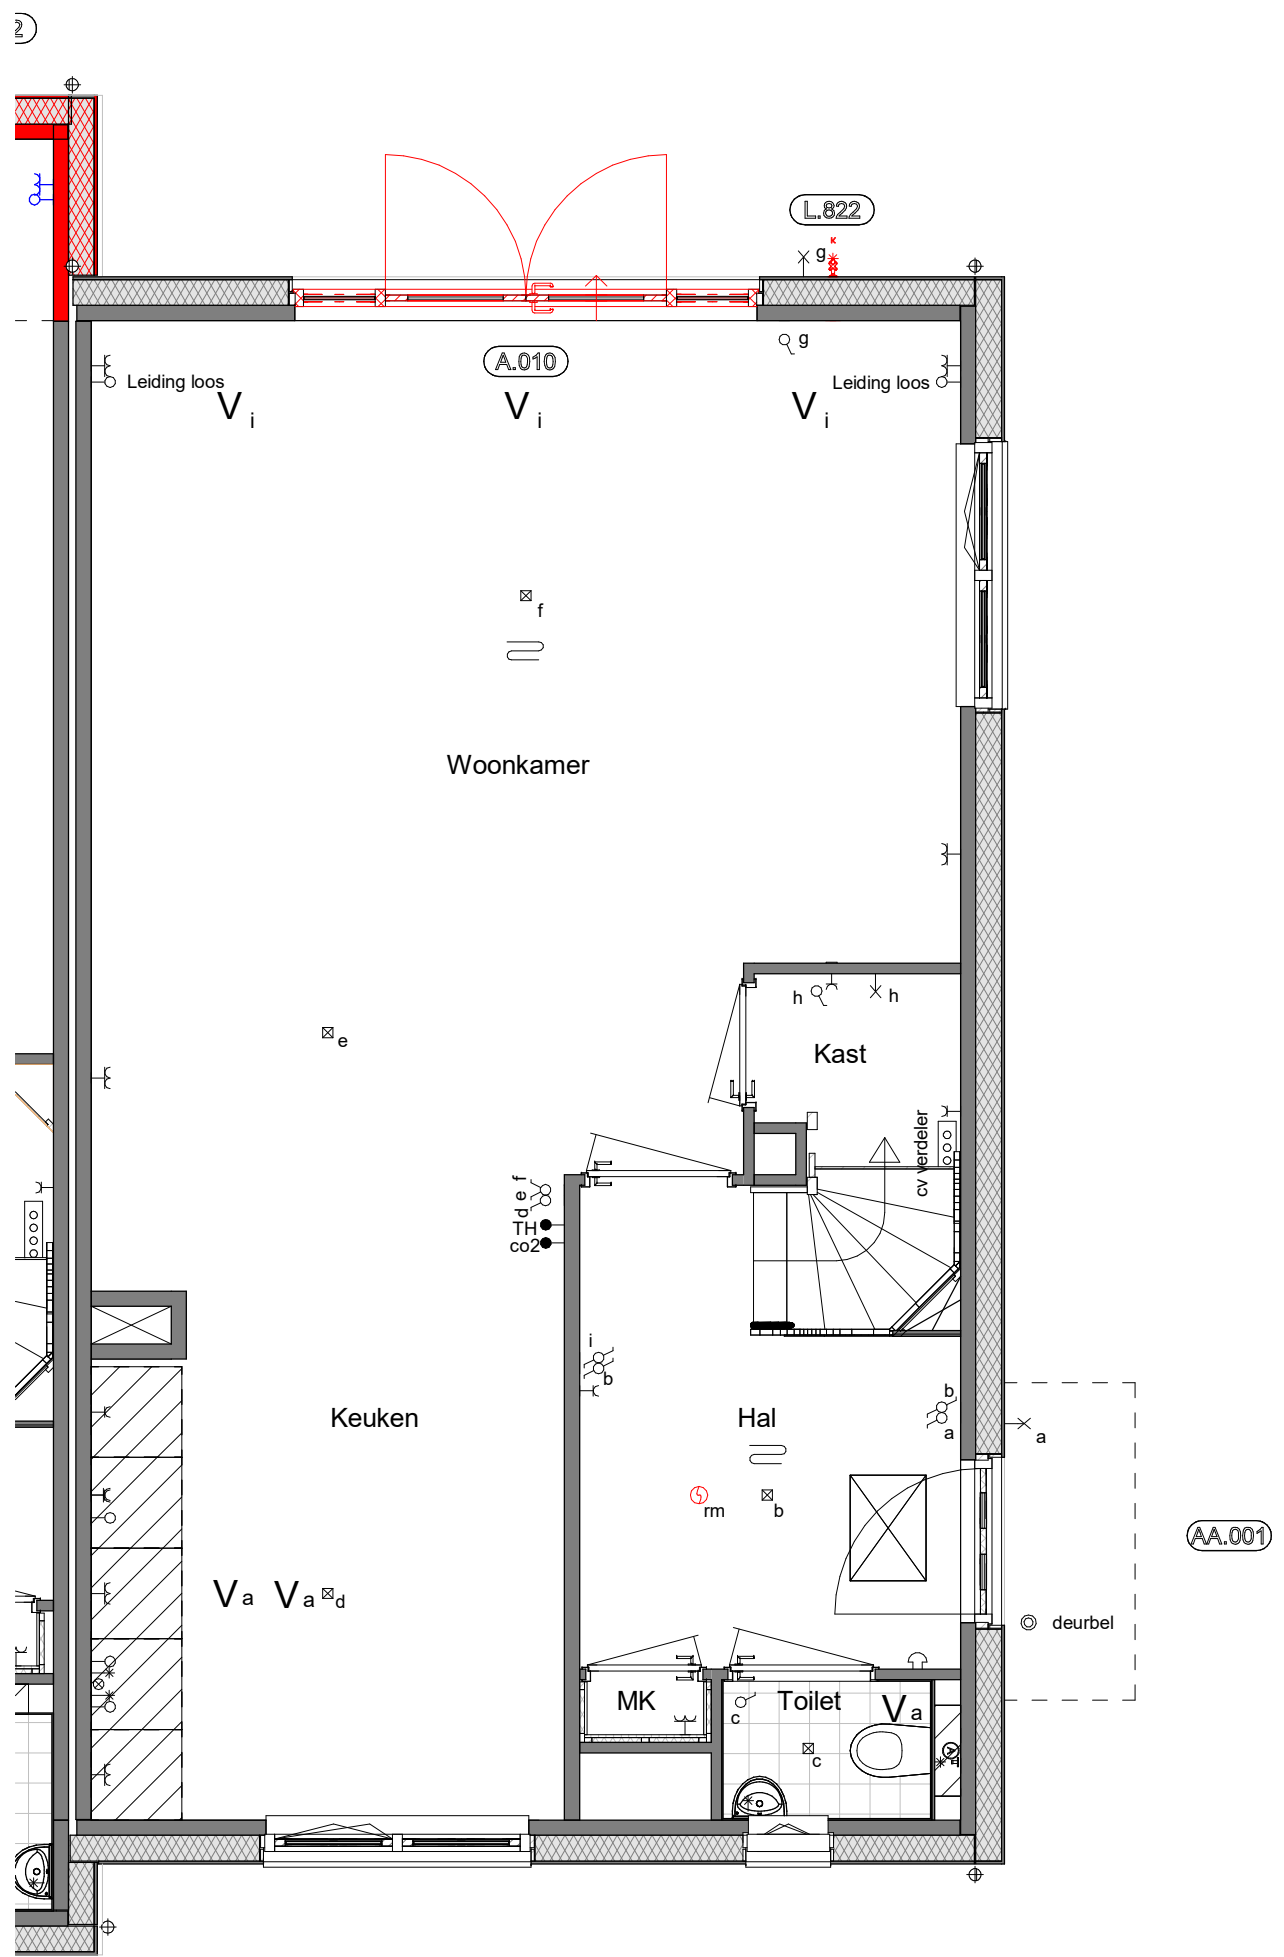 2
L.822
K
g
g
A.010
Leiding loos
Leiding loos
V i
V i
V i
f
Woonkamer
h
h
e
Kast
cv verdeler
d e f
TH
co2
i
b
Keuken
Hal
b
a
a
rm
b
AA.001
V a
V a
d
deurbel
MK
Toilet
V a
c
c